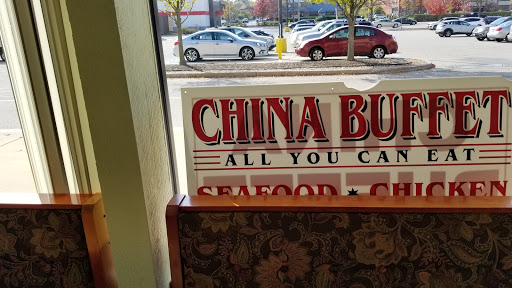 CHINA BUFFET
ALL YOU CAN EAT
SEAFOOD ★ CHICKEN